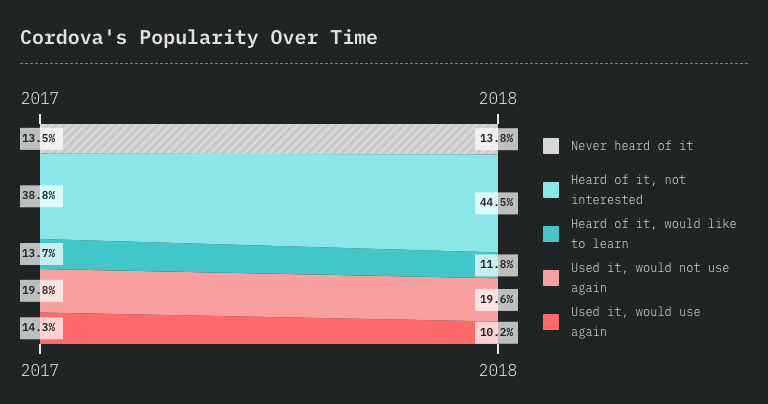 Cordova's Popularity Over Time
2017 2018
13.5% 13.8%
38.8% 44.5%
13.7% 11.8%
19.8% 19.6%
14.3% 10.2%
2017 2018
Never heard of it
Heard of it, not
interested
Heard of it, would like
to learn
Used it, would not use
again
Used it, would use
again